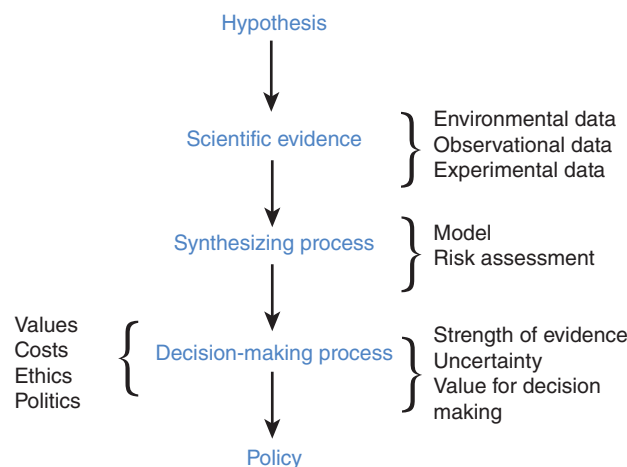 Hypothesis
Scientific evidence
Environmental data
Observational data
Experimental data
Synthesizing process
Model
Risk assessment
Values
Costs
Ethics
Politics
Decision-making process
Strength of evidence
Uncertainty
Value for decision
making
Policy